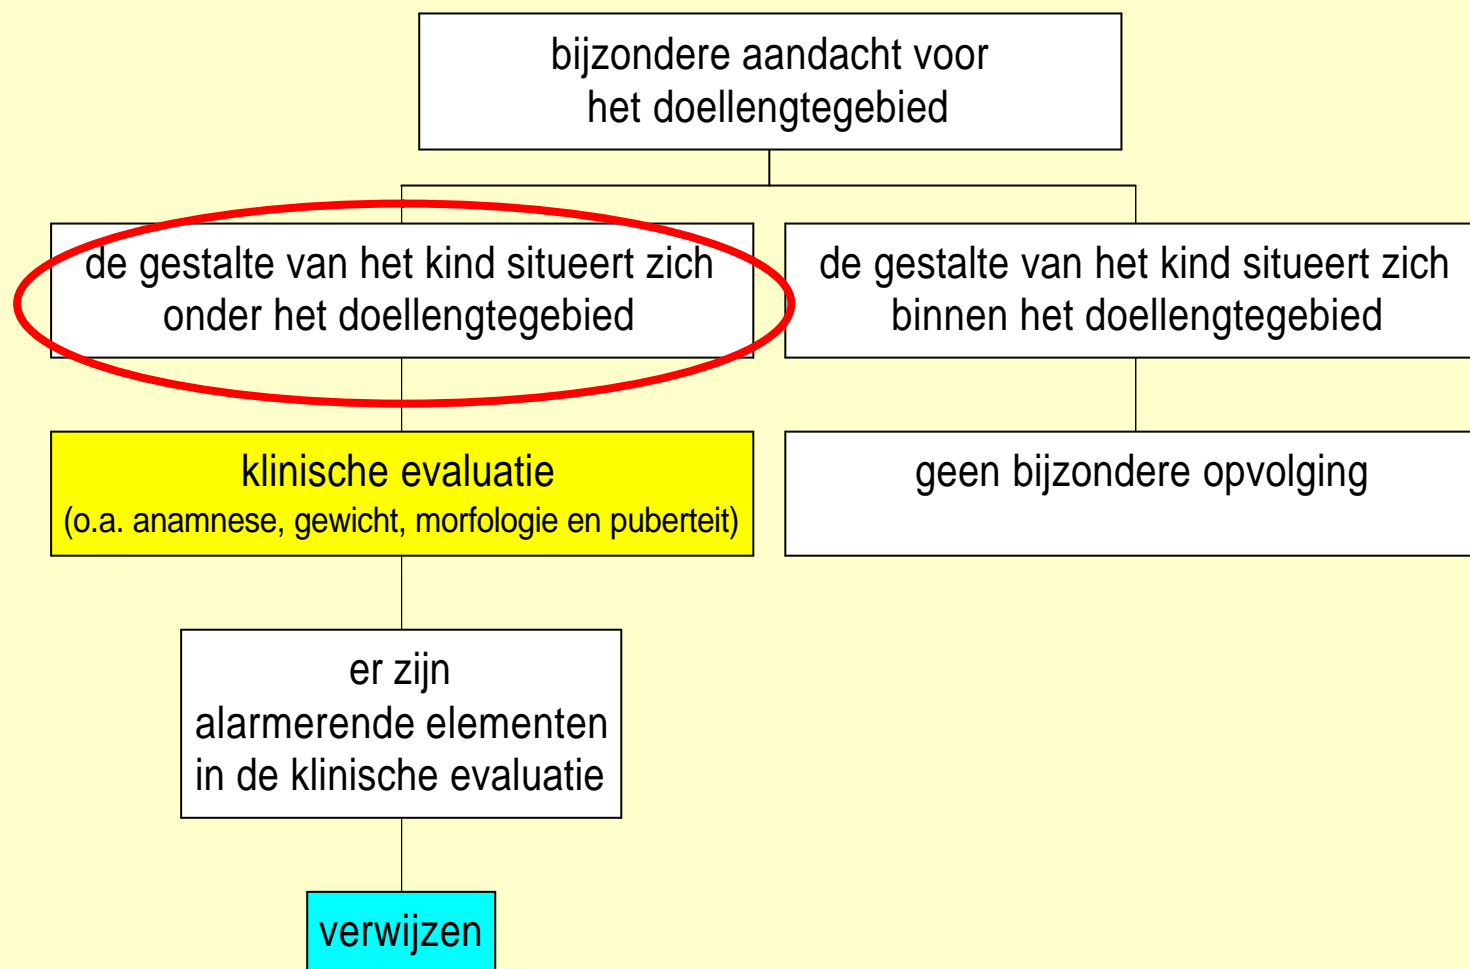 bijzondere aandacht voor
het doellengtegebied
de gestalte van het kind situeert zich
onder het doellengtegebied
de gestalte van het kind situeert zich
binnen het doellengtegebied
klinische evaluatie
(o.a. anamnese, gewicht, morfologie en puberteit)
geen bijzondere opvolging
er zijn
alarmerende elementen
in de klinische evaluatie
verwijzen